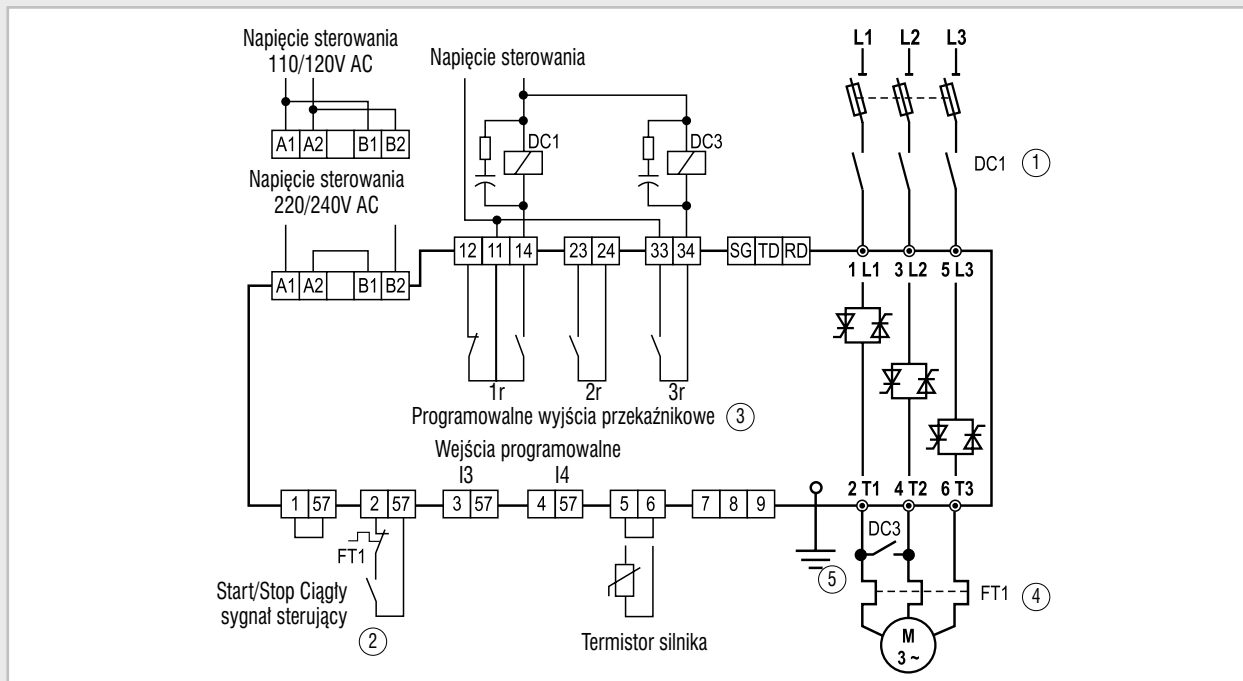 Napięcie sterowania
110/120V AC
A1 A2 B1 B2
Napięcie sterowania
220/240V AC
A1 A2 B1 B2
Napięcie sterowania
DC1
DC3
L1 L2 L3
DC1 1
12 11 14 23 24 33 34 SG TD RD
1 L1 3 L2 5 L3
1r 2r 3r
Programowalne wyjścia przekaźnikowe 3
Wejścia programowalne
I3 I4
1 57 2 57 3 57 4 57 5 6 7 8 9
2 T1 4 T2 6 T3
FT1
DC3
Start/Stop Ciągły
sygnał sterujący
2
Termistor silnika
5
FT1 4
M
3 ~